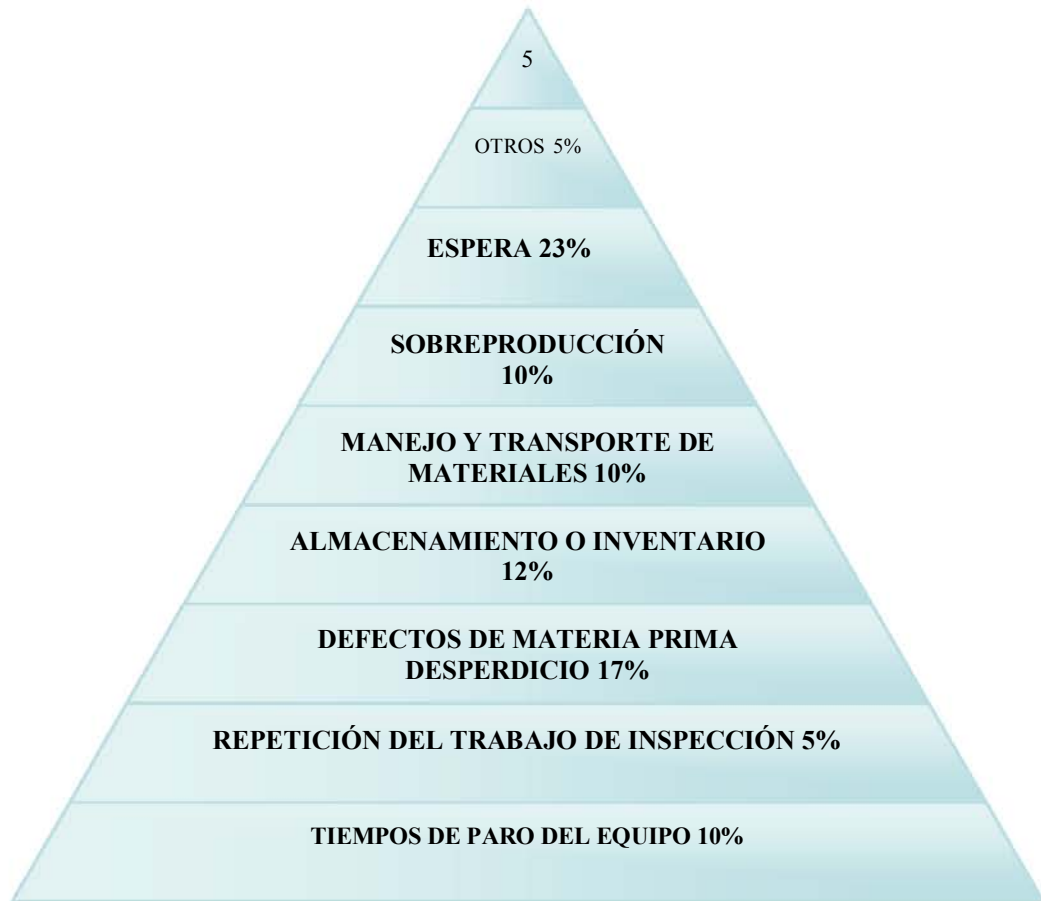 5
OTROS 5%
ESPERA 23%
SOBREPRODUCCIÓN
10%
MANEJO Y TRANSPORTE DE
MATERIALES 10%
ALMACENAMIENTO O INVENTARIO
12%
DEFECTOS DE MATERIA PRIMA
DESPERDICIO 17%
REPETICIÓN DEL TRABAJO DE INSPECCIÓN 5%
TIEMPOS DE PARO DEL EQUIPO 10%